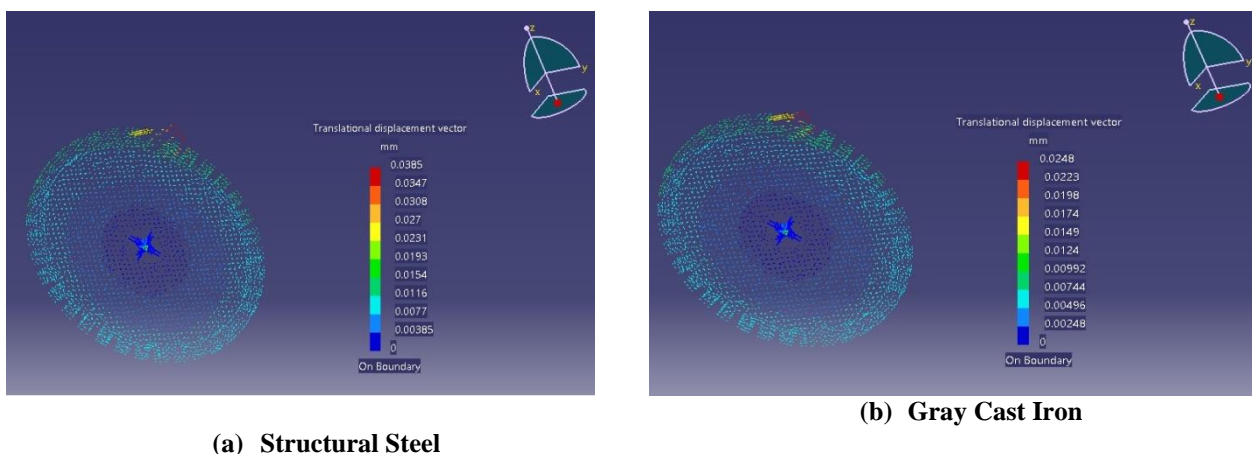 z
y
x
Translational displacement vector
mm
0.0385
0.0347
0.0308
0.027
0.0231
0.0193
0.0154
0.0116
0.0077
0.00385
0
On Boundary
(a) Structural Steel
z
y
x
Translational displacement vector
mm
0.0248
0.0223
0.0198
0.0174
0.0149
0.0124
0.00992
0.00744
0.00496
0.00248
0
On Boundary
(b) Gray Cast Iron